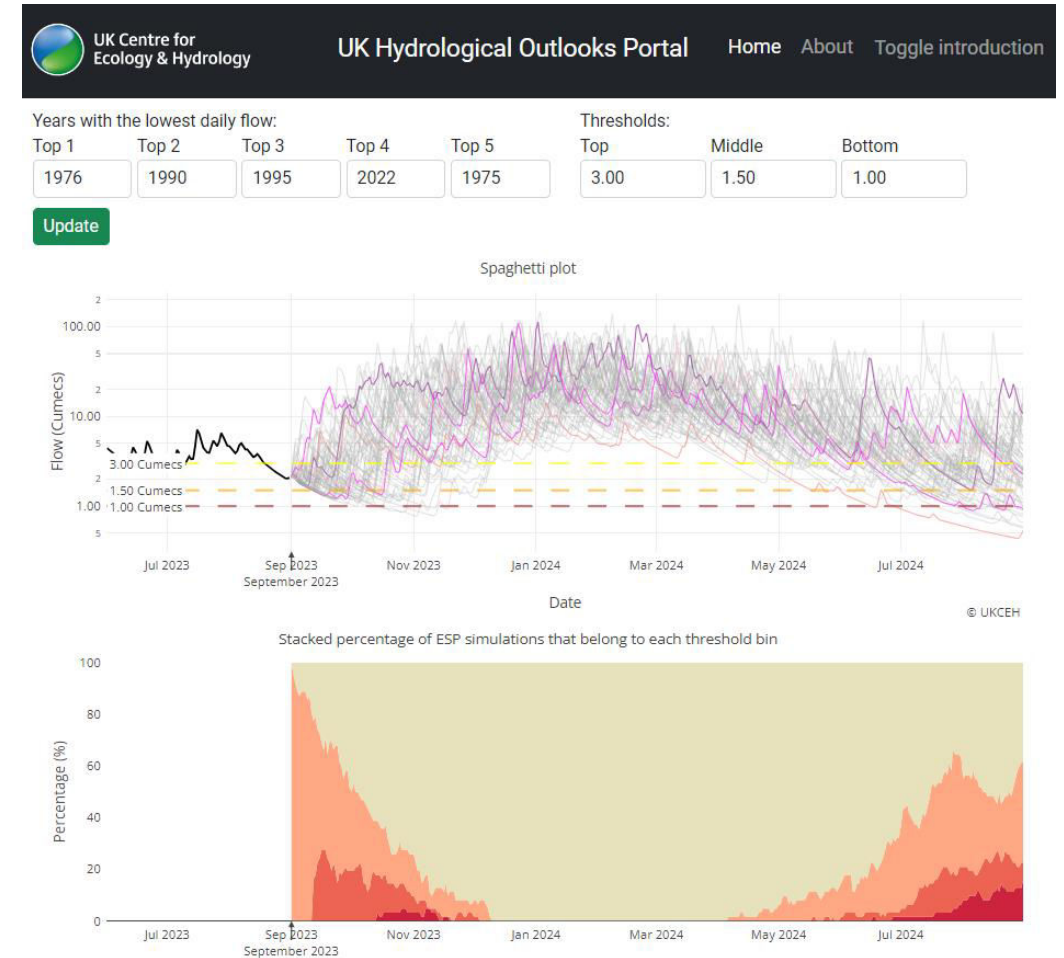 UK Centre for
Ecology & Hydrology
UK Hydrological Outlooks Portal
Home About Toggle introduction
Years with the lowest daily flow:
Thresholds:
Top 1 Top 2 Top 3 Top 4 Top 5 Top Middle Bottom
1976 1990 1995 2022 1975 3.00 1.50 1.00
Update
Spaghetti plot
2
100.00
5
2
10.00
5
2
1.00
5
Flow (Cumecs)
3.00 Cumecs
1.50 Cumecs
1.00 Cumecs
Jul 2023 Sep 2023 Nov 2023 Jan 2024 Mar 2024 May 2024 Jul 2024
September 2023
Date
© UKCEH
Stacked percentage of ESP simulations that belong to each threshold bin
100
80
60
40
20
0
Percentage (%)
Jul 2023 Sep 2023 Nov 2023 Jan 2024 Mar 2024 May 2024 Jul 2024
September 2023